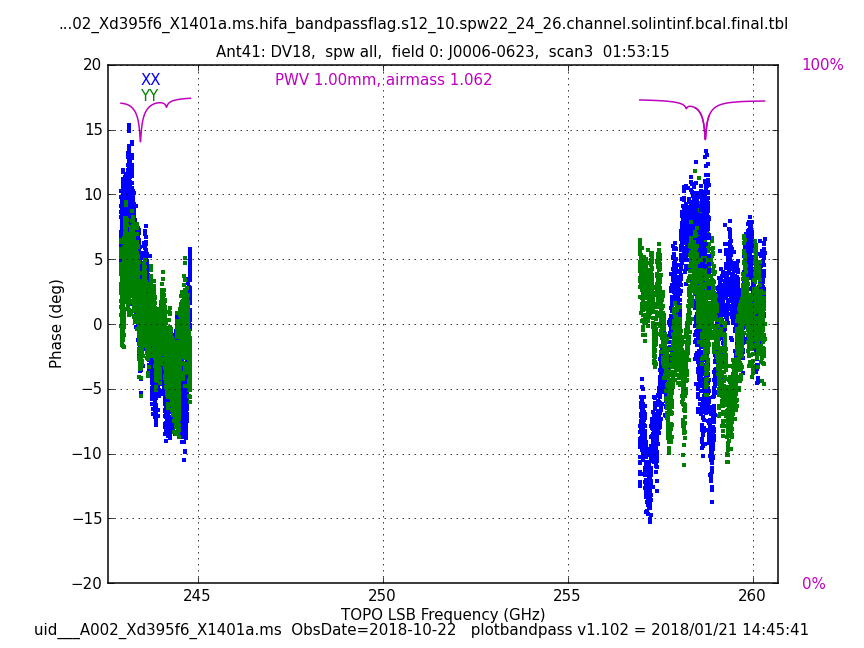 ...02_Xd395f6_X1401a.ms.hifa_bandpassflag.s12_10.spw22_24_26.channel.solintinf.bcal.final.tbl
Ant41: DV18, spw all, field 0: J0006-0623, scan3 01:53:15
20
100%
XX
PWV 1.00mm, airmass 1.062
YY
15
10
5
0
Phase (deg)
−5
−10
−15
−20
0%
245
250
255
260
TOPO LSB Frequency (GHz)
uid___A002_Xd395f6_X1401a.ms ObsDate=2018-10-22 plotbandpass v1.102 = 2018/01/21 14:45:41